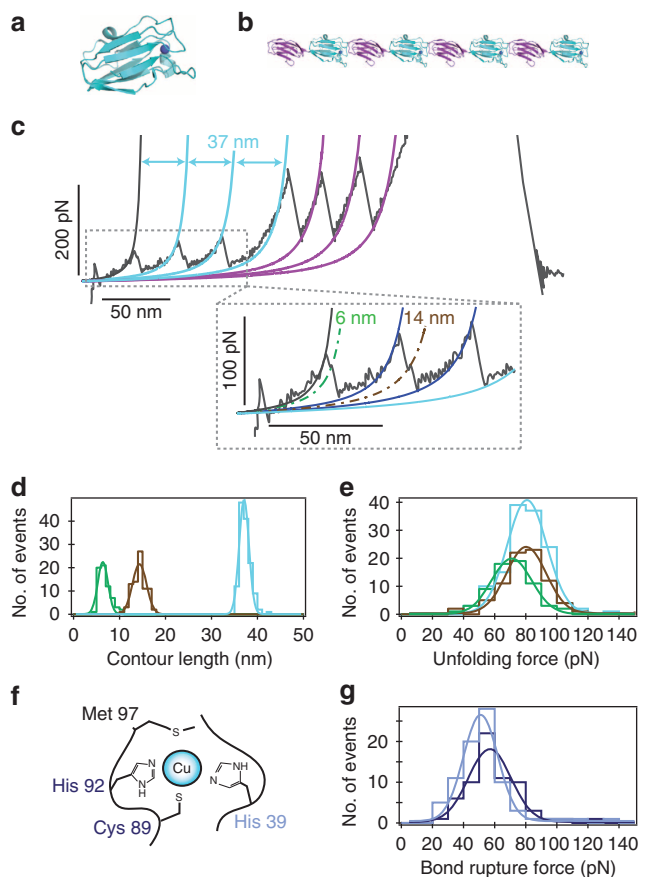 a
b
c
37 nm
200 pN
50 nm
6 nm
14 nm
100 pN
50 nm
d
No. of events
40
30
20
10
0
0
10
20
30
40
50
Contour length (nm)
e
No. of events
40
30
20
10
0
0
20
40
60
80
100
120
140
Unfolding force (pN)
f
Met 97
S
Cu
N
N
H
NH
N
His 92
S
Cys 89
His 39
g
No. of events
20
10
0
0
20
40
60
80
100
120
140
Bond rupture force (pN)